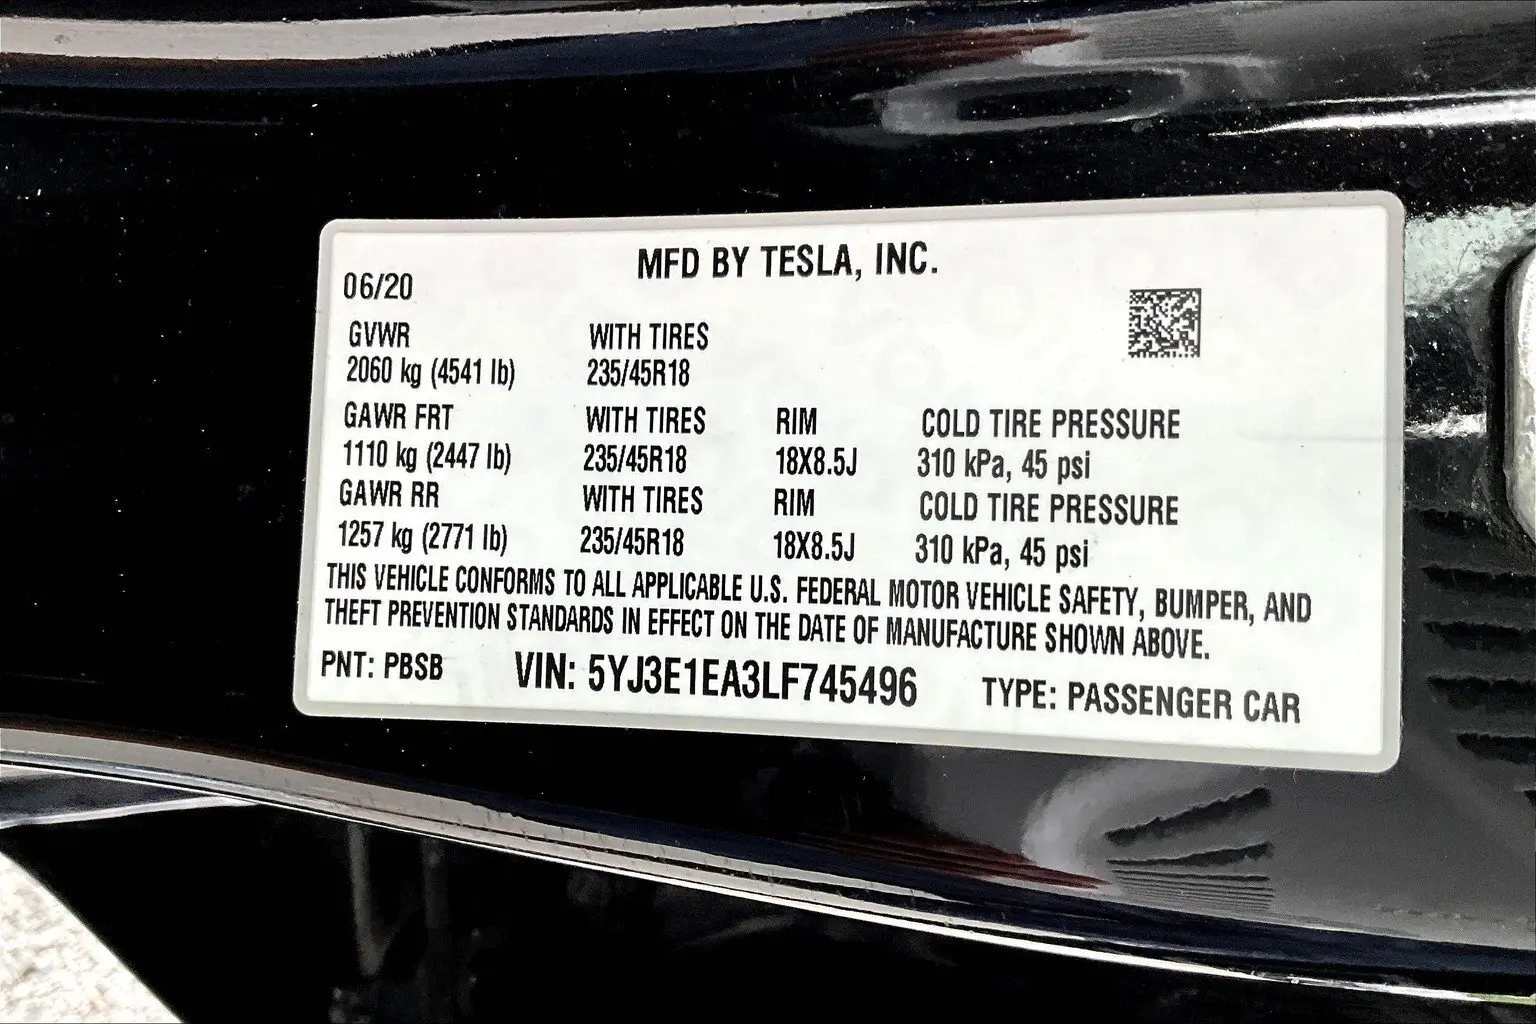 MFD BY TESLA, INC.
06/20
GVWR WITH TIRES
2060 kg (4541 lb) 235/45R18
GAWR FRT WITH TIRES RIM COLD TIRE PRESSURE
1110 kg (2447 lb) 235/45R18 18X8.5J 310 kPa, 45 psi
GAWR RR WITH TIRES RIM COLD TIRE PRESSURE
1257 kg (2771 lb) 235/45R18 18X8.5J 310 kPa, 45 psi
THIS VEHICLE CONFORMS TO ALL APPLICABLE U.S. FEDERAL MOTOR VEHICLE SAFETY, BUMPER, AND
THEFT PREVENTION STANDARDS IN EFFECT ON THE DATE OF MANUFACTURE SHOWN ABOVE.
PNT: PBSB VIN: 5YJ3E1EA3LF745496 TYPE: PASSENGER CAR